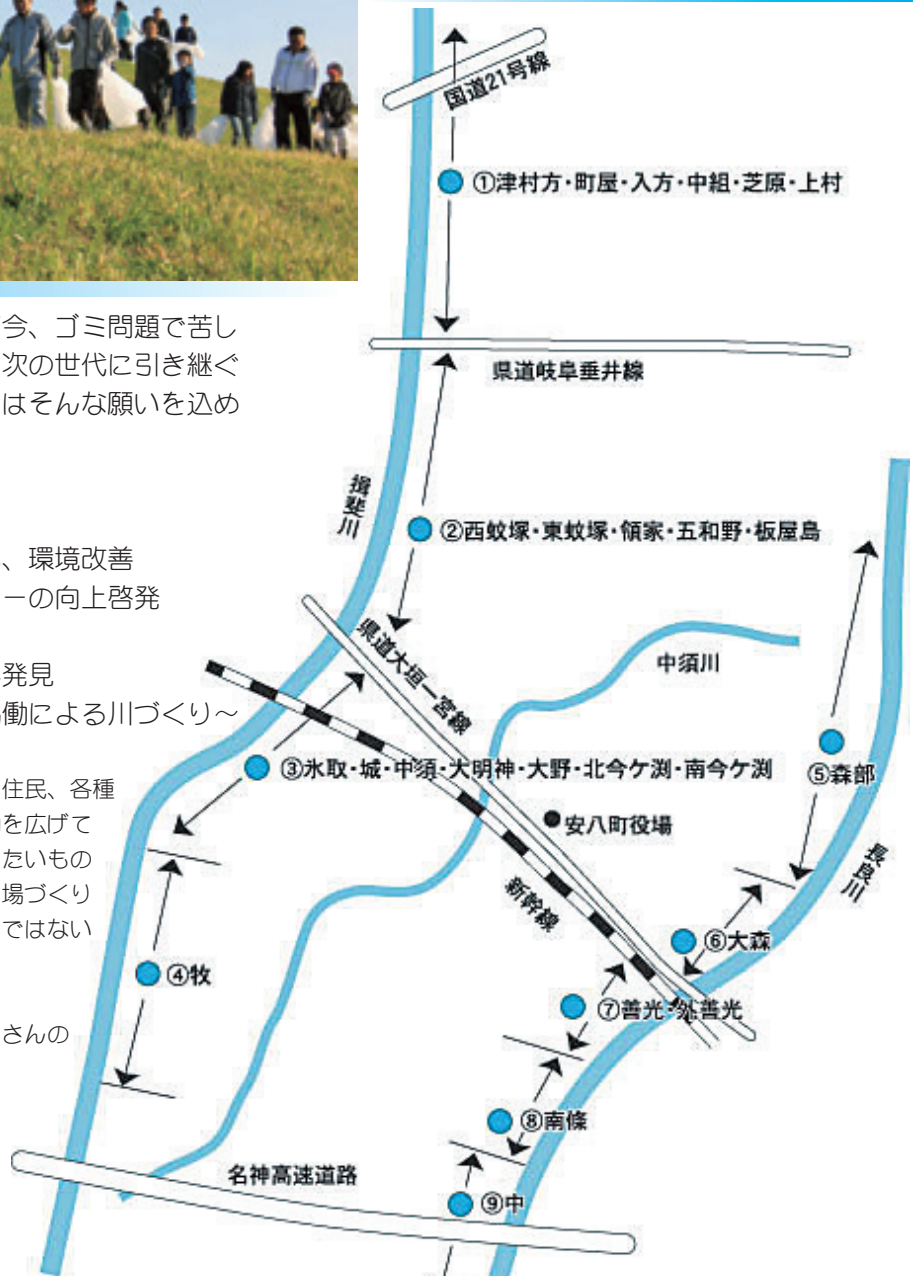 国道21号線
①津村方・町屋・入方・中組・芝原・上村
今、ゴミ問題で苦し
次の世代に引き継ぐ
はそんな願いを込め
県道岐阜垂井線
揖斐川
②西蚊塚・東蚊塚・領家・五和野・板屋島
、環境改善
ーの向上啓発
発見
働による川づくり～
県道大垣一宮線
中須川
③氷取・城・中須・大明神・大野・北今ケ渕・南今ケ渕
⑤森部
住民、各種
を広げて
たいもの
場づくり
ではない
安八町役場
長良川
新幹線
⑥大森
④牧
⑦善光・外善光
さんの
⑧南條
名神高速道路
⑨中